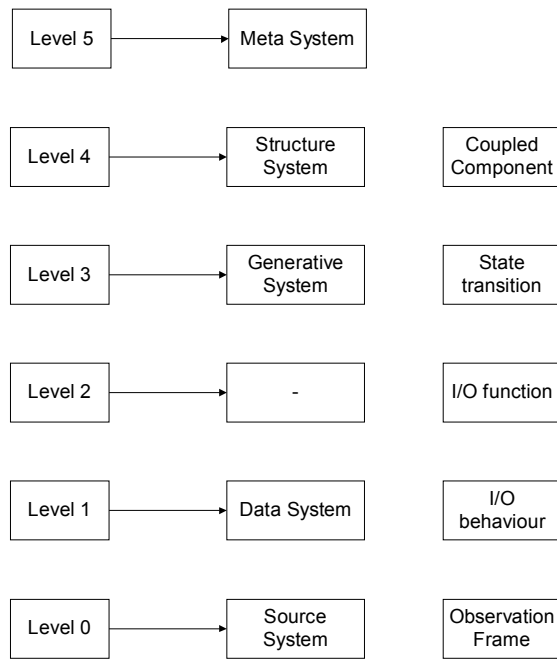 Level 5
Meta System
Level 4
Structure
System
Coupled
Component
Level 3
Generative
System
State
transition
Level 2
-
I/O function
Level 1
Data System
I/O
behaviour
Level 0
Source
System
Observation
Frame